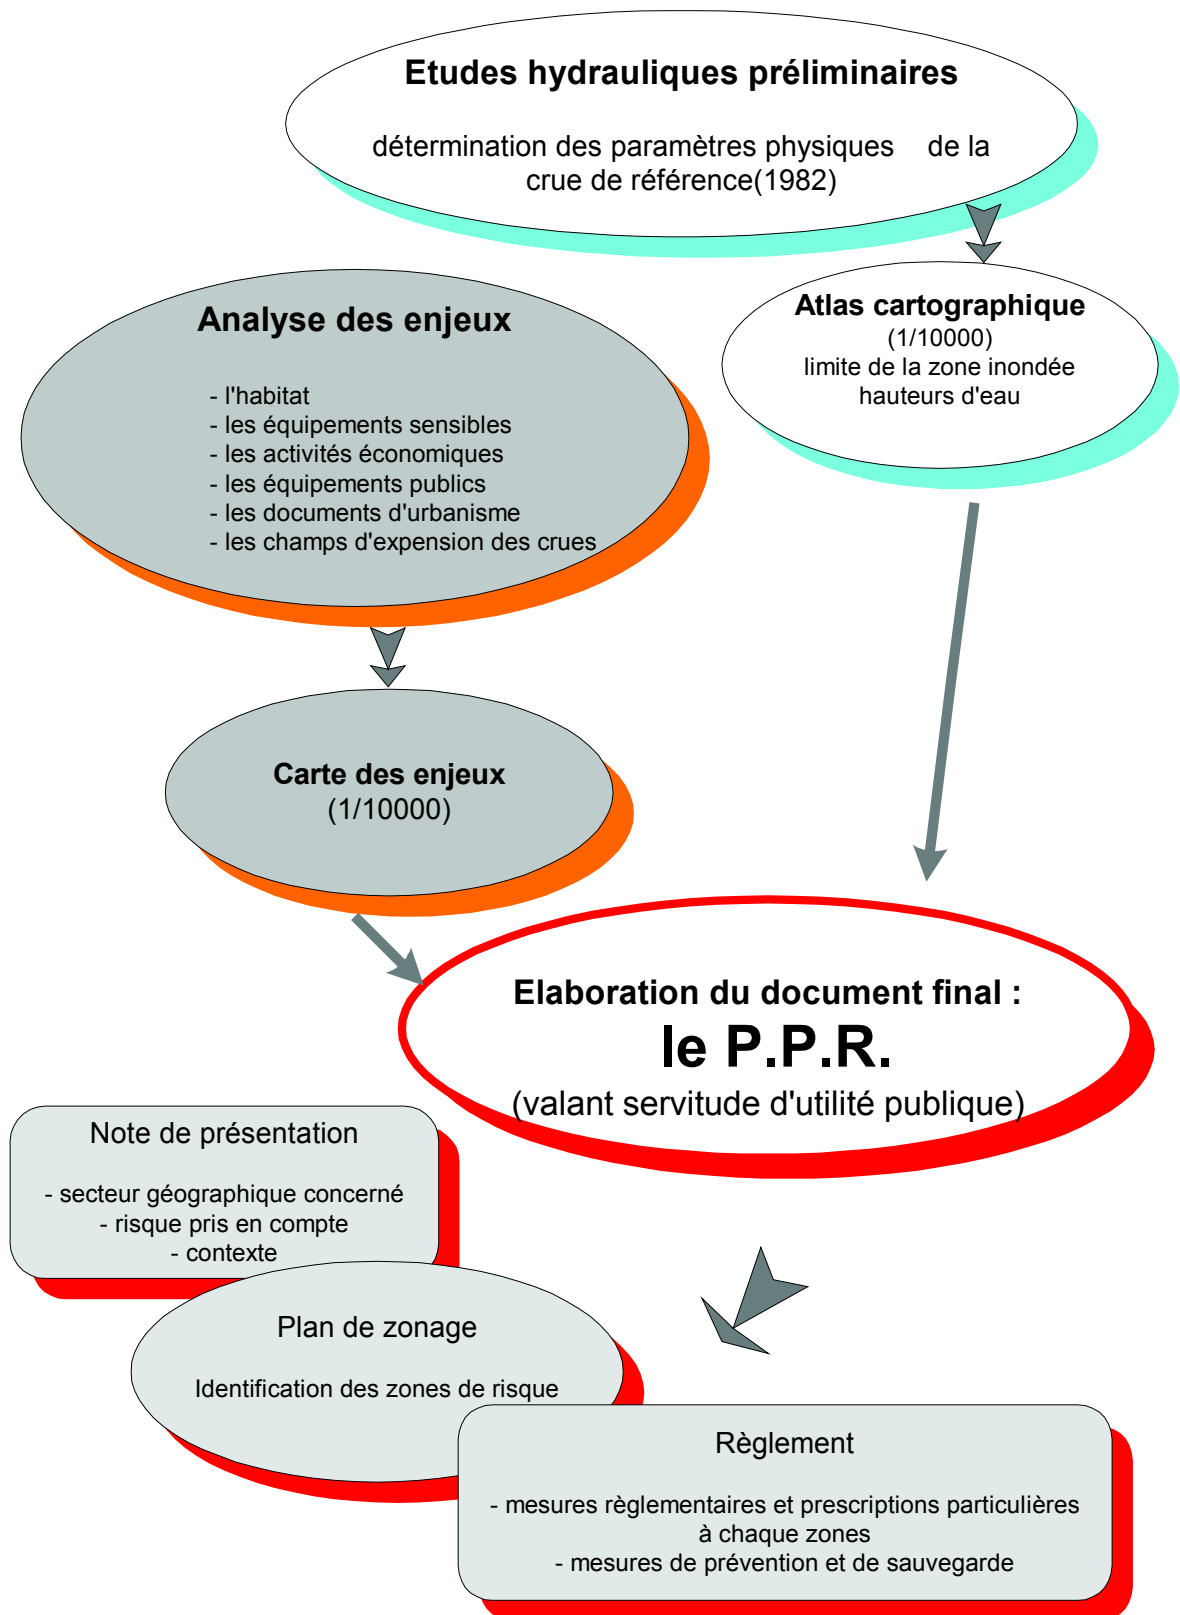 Etudes hydrauliques préliminaires
détermination des paramètres physiques de la
crue de référence(1982)
Atlas cartographique
(1/10000)
limite de la zone inondée
hauteurs d'eau
Analyse des enjeux
- l'habitat
- les équipements sensibles
- les activités économiques
- les équipements publics
- les documents d'urbanisme
- les champs d'expension des crues
Carte des enjeux
(1/10000)
Elaboration du document final :
le P.P.R.
(valant servitude d'utilité publique)
Note de présentation
- secteur géographique concerné
- risque pris en compte
- contexte
Plan de zonage
Identification des zones de risque
Règlement
- mesures règlementaires et prescriptions particulières
à chaque zones
- mesures de prévention et de sauvegarde